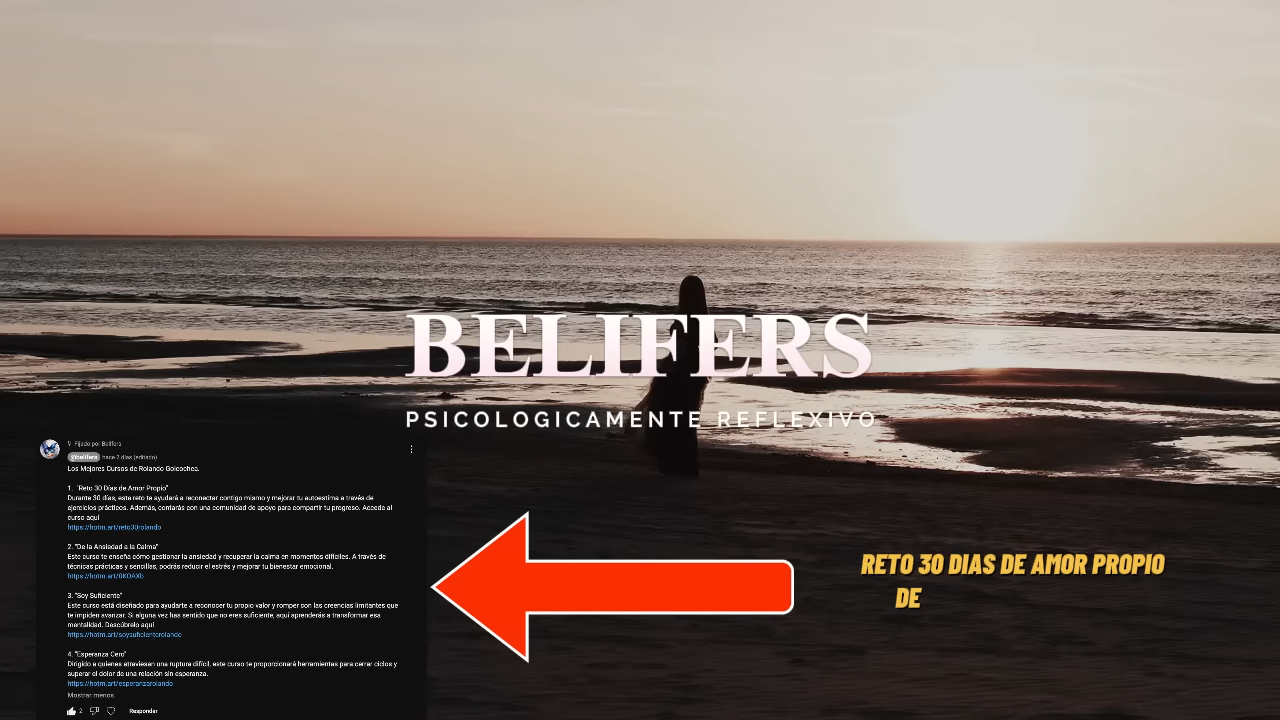 BELIFERS
PSICOLOGICAMENTE REFLEXIVO
Fijado por Belifers
@belifers hace 2 días (editado)
Los Mejores Cursos de Rolando Goicochea.
1. "Reto 30 Días de Amor Propio"
Durante 30 días, este reto te ayudará a reconectar contigo mismo y mejorar tu autoestima a través de
ejercicios prácticos. Además, contarás con una comunidad de apoyo para compartir tu progreso. Accede al
curso aquí
https://hotm.art/reto30rolando
2. "De la Ansiedad a la Calma"
Este curso te enseña cómo gestionar la ansiedad y recuperar la calma en momentos difíciles. A través de
técnicas prácticas y sencillas, podrás reducir el estrés y mejorar tu bienestar emocional.
https://hotm.art/0KOAXb
3. "Soy Suficiente"
Este curso está diseñado para ayudarte a reconocer tu propio valor y romper con las creencias limitantes que
te impiden avanzar. Si alguna vez has sentido que no eres suficiente, aquí aprenderás a transformar esa
mentalidad. Descúbrelo aquí
https://hotm.art/soysuficienterolando
4. "Esperanza Cero"
Dirigido a quienes atraviesan una ruptura difícil, este curso te proporcionará herramientas para cerrar ciclos y
superar el dolor de una relación sin esperanza.
https://hotm.art/esperanzarolando
Mostrar menos
2 Responder
RETO 30 DIAS DE AMOR PROPIO
DE